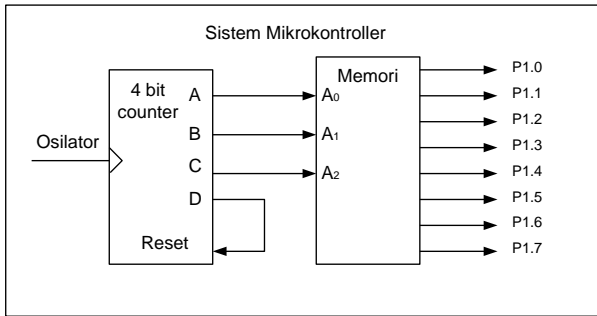 Sistem Mikrokontroller
Osilator
4 bit
counter
A
B
C
D
Reset
Memori
A0
A1
A2
P1.0
P1.1
P1.2
P1.3
P1.4
P1.5
P1.6
P1.7